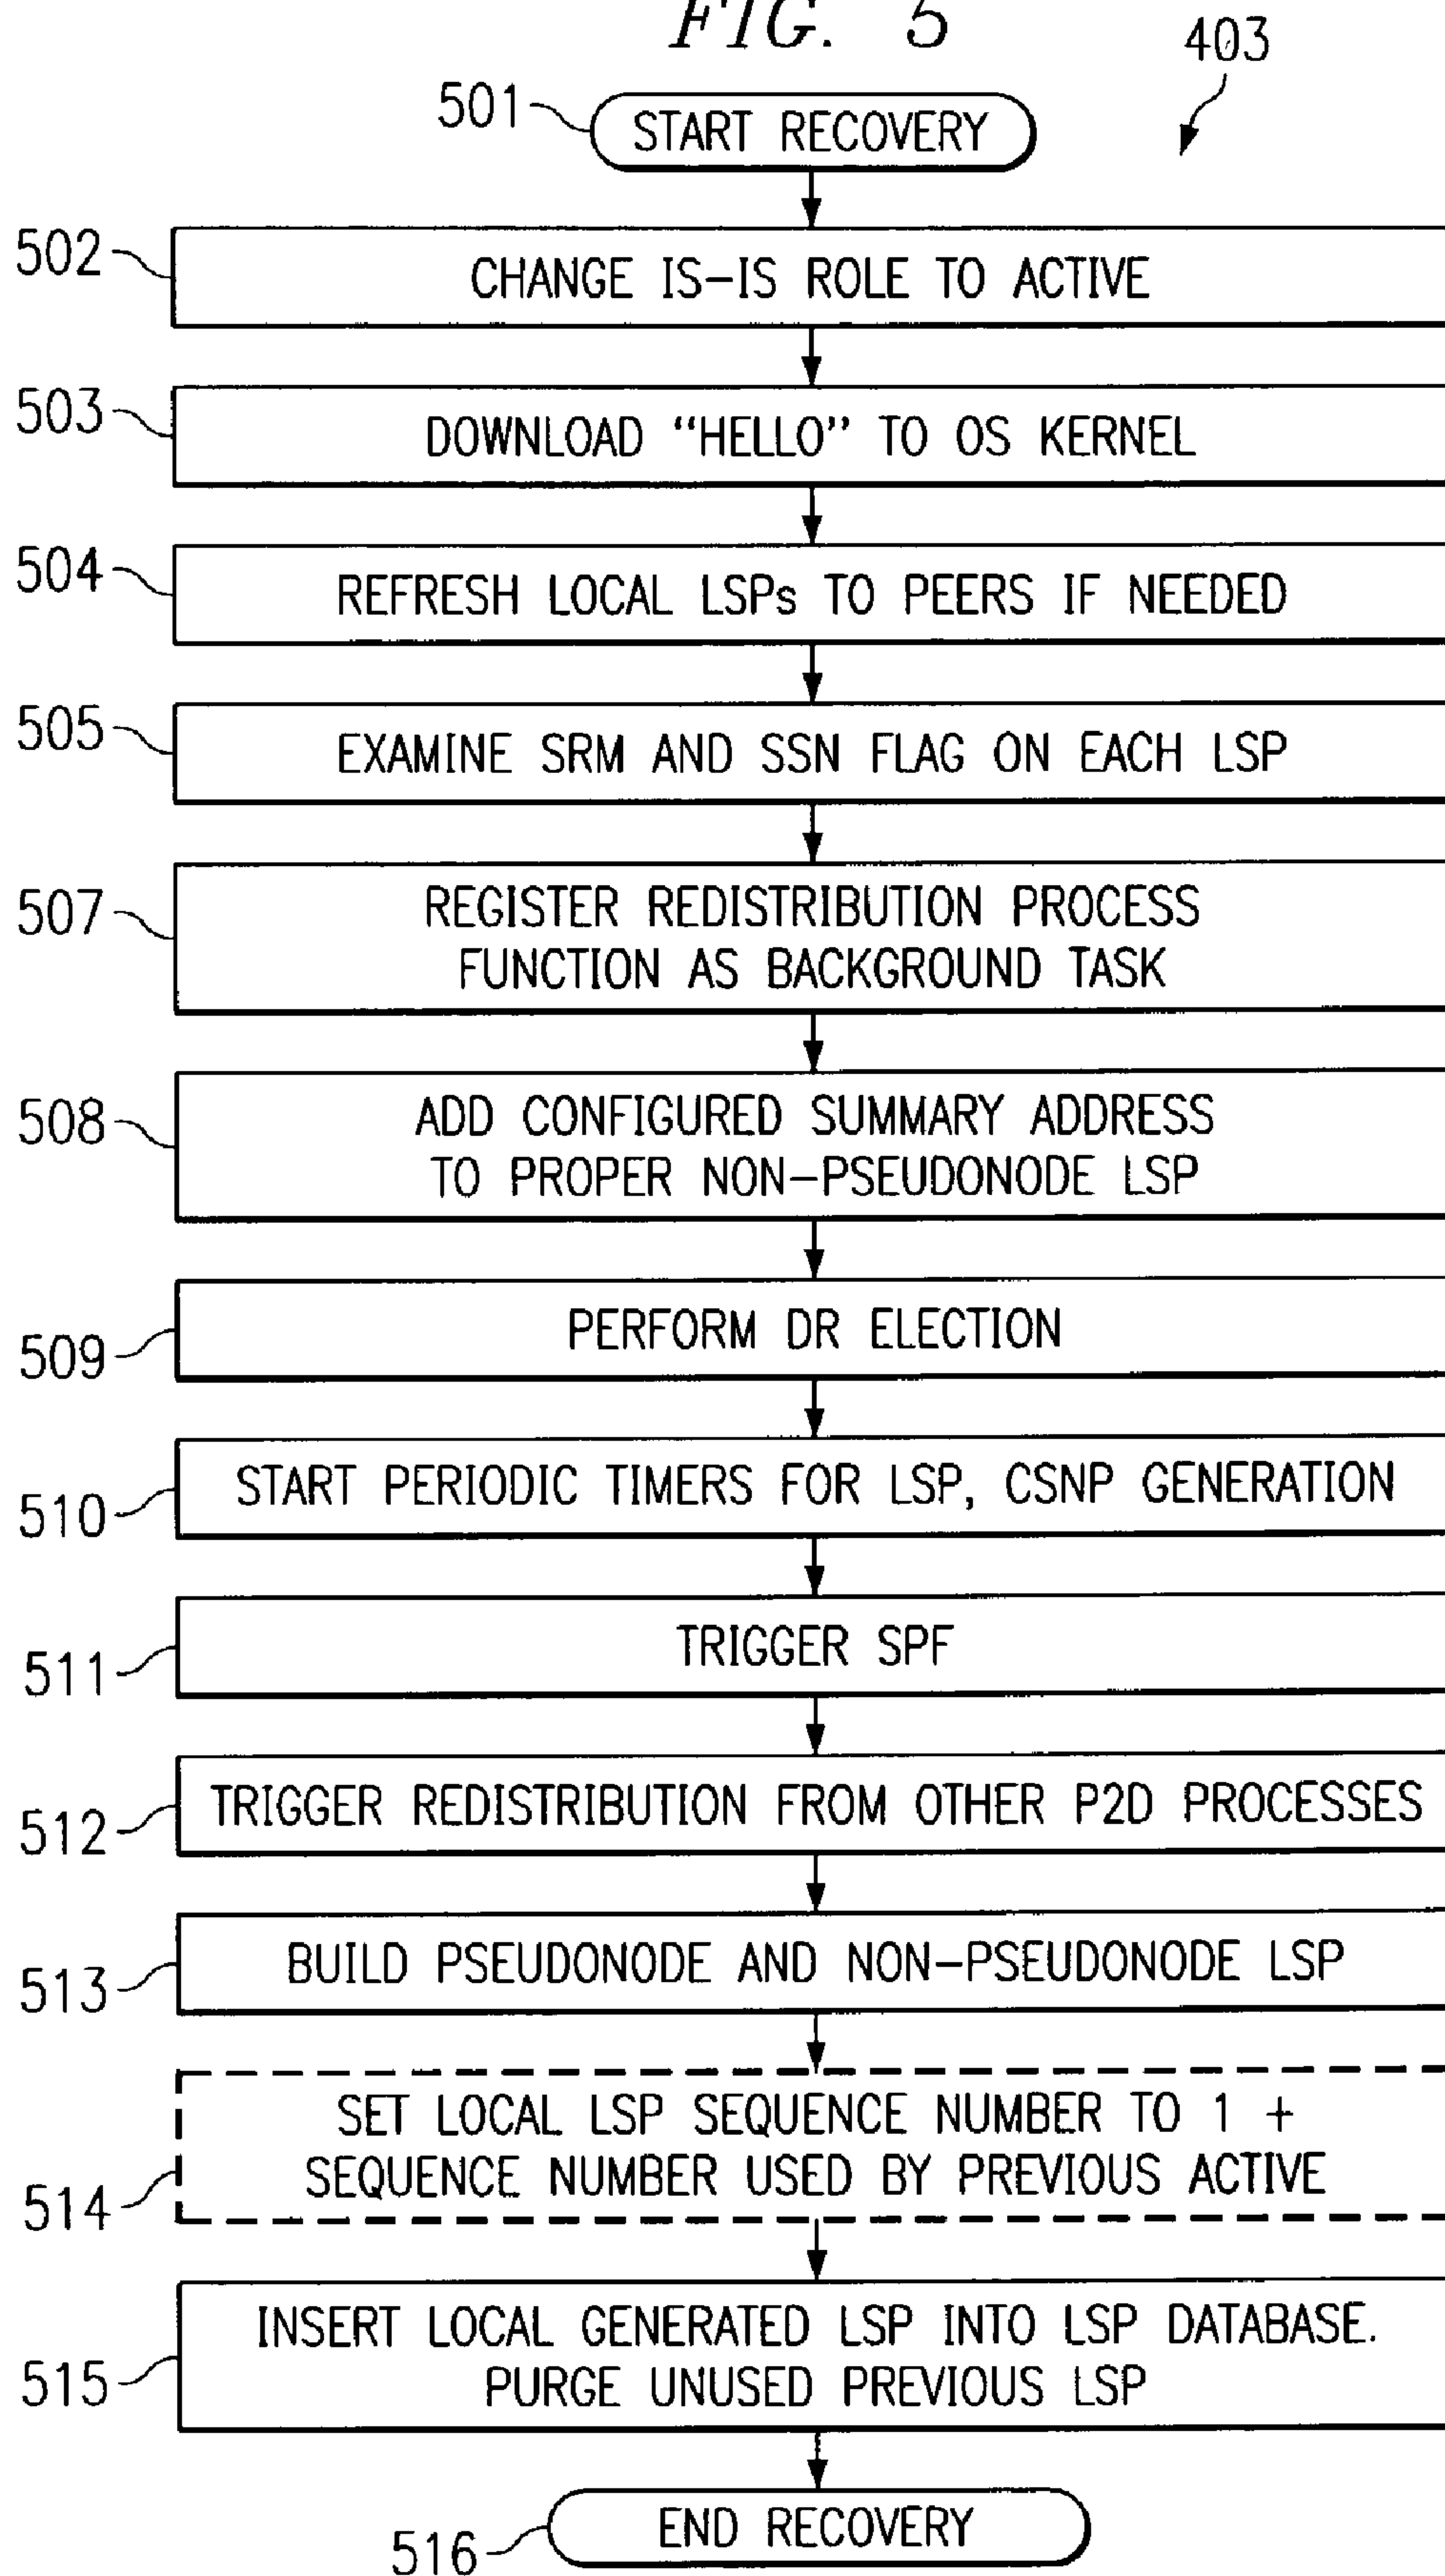 FIG. 5
403
501
START RECOVERY
502
CHANGE IS-IS ROLE TO ACTIVE
503
DOWNLOAD “HELLO” TO OS KERNEL
504
REFRESH LOCAL LSPs TO PEERS IF NEEDED
505
EXAMINE SRM AND SSN FLAG ON EACH LSP
507
REGISTER REDISTRIBUTION PROCESS
FUNCTION AS BACKGROUND TASK
508
ADD CONFIGURED SUMMARY ADDRESS
TO PROPER NON-PSEUDONODE LSP
509
PERFORM DR ELECTION
510
START PERIODIC TIMERS FOR LSP, CSNP GENERATION
511
TRIGGER SPF
512
TRIGGER REDISTRIBUTION FROM OTHER P2D PROCESSES
513
BUILD PSEUDONODE AND NON-PSEUDONODE LSP
514
SET LOCAL LSP SEQUENCE NUMBER TO 1 +
SEQUENCE NUMBER USED BY PREVIOUS ACTIVE
515
INSERT LOCAL GENERATED LSP INTO LSP DATABASE.
PURGE UNUSED PREVIOUS LSP
516
END RECOVERY